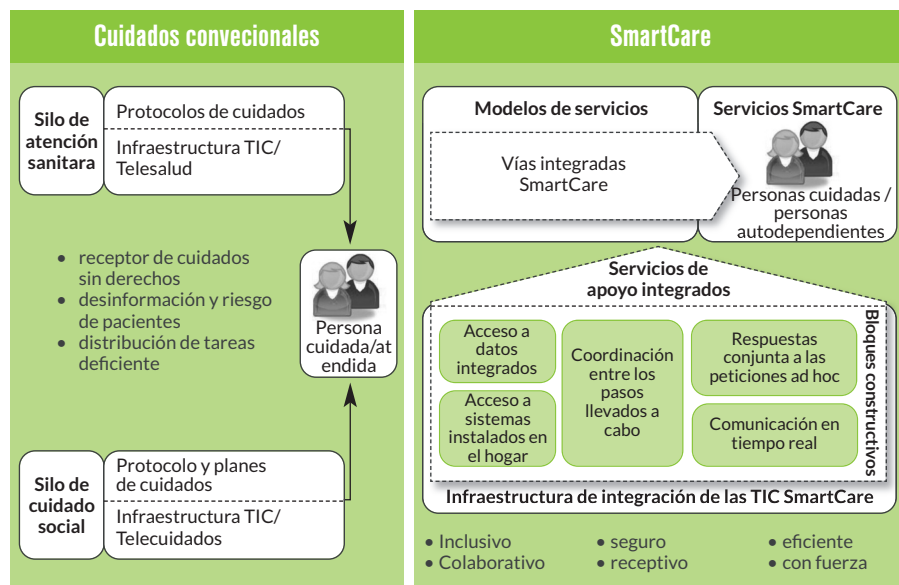 Cuidados convecionales
Silo de
atención
sanitara
Protocolos de cuidados
Infraestructura TIC/
Telesalud
• receptor de cuidados
sin derechos
• desinformación y riesgo
de pacientes
• distribución de tareas
deficiente
Persona
cuidada/at
endida
Silo de
cuidado
social
Protocolo y planes
de cuidados
Infraestructura TIC/
Telecuidados
SmartCare
Modelos de servicios
Vías integradas
SmartCare
Servicios SmartCare
Personas cuidadas /
personas
autodependientes
Servicios de
apoyo integrados
Acceso a
datos
integrados
Acceso a
sistemas
instalados en
el hogar
Coordinación
entre los
pasos
llevados a
cabo
Respuestas
conjunta a las
peticiones ad hoc
Comunicación en
tiempo real
Bloques constructivos
Infraestructura de integración de las TIC SmartCare
• Inclusivo
• Colaborativo
• seguro
• receptivo
• eficiente
• con fuerza